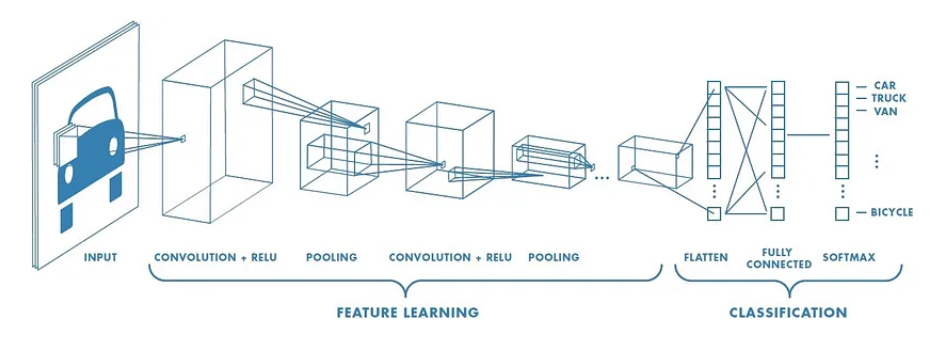 CAR
TRUCK
VAN
BICYCLE
INPUT
CONVOLUTION + RELU
POOLING
CONVOLUTION + RELU
POOLING
FLATTEN
FULLY
CONNECTED
SOFTMAX
FEATURE LEARNING
CLASSIFICATION